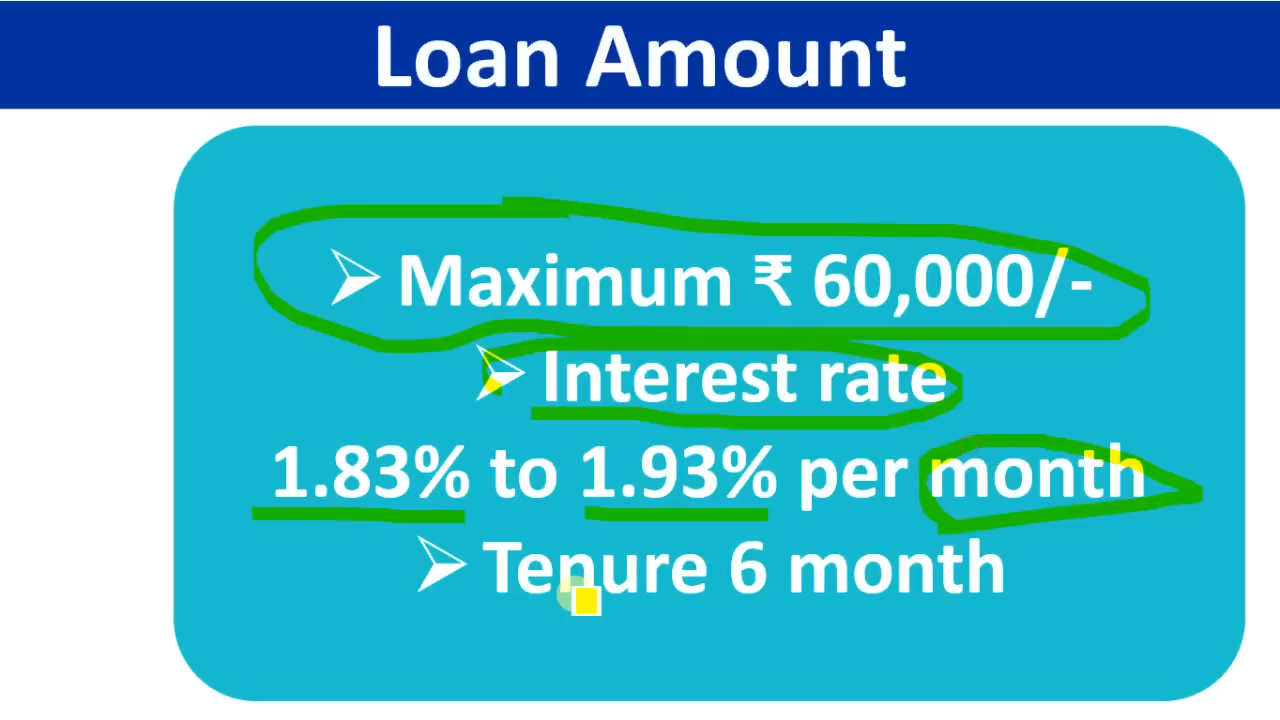 Loan Amount
➢ Maximum ₹ 60,000/-
➢ Interest rate
1.83% to 1.93% per month
➢ Tenure 6 month